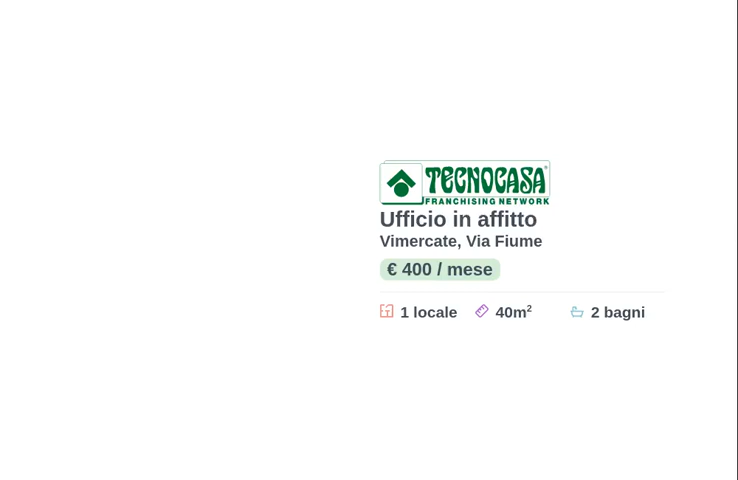 TECNOCASA®
FRANCHISING NETWORK
Ufficio in affitto
Vimercate, Via Fiume
€ 400 / mese
1 locale 40m² 2 bagni